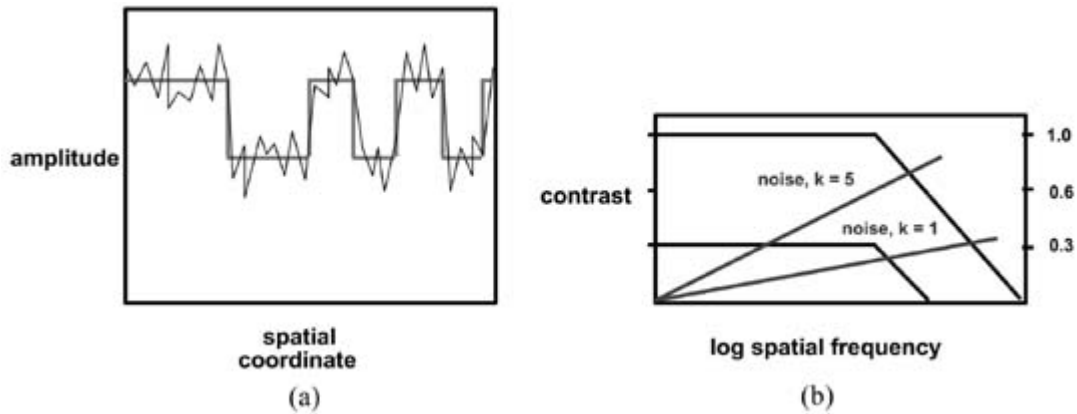 amplitude
spatial
coordinate
(a)
contrast
noise, k = 5
noise, k = 1
1.0
0.6
0.3
log spatial frequency
(b)